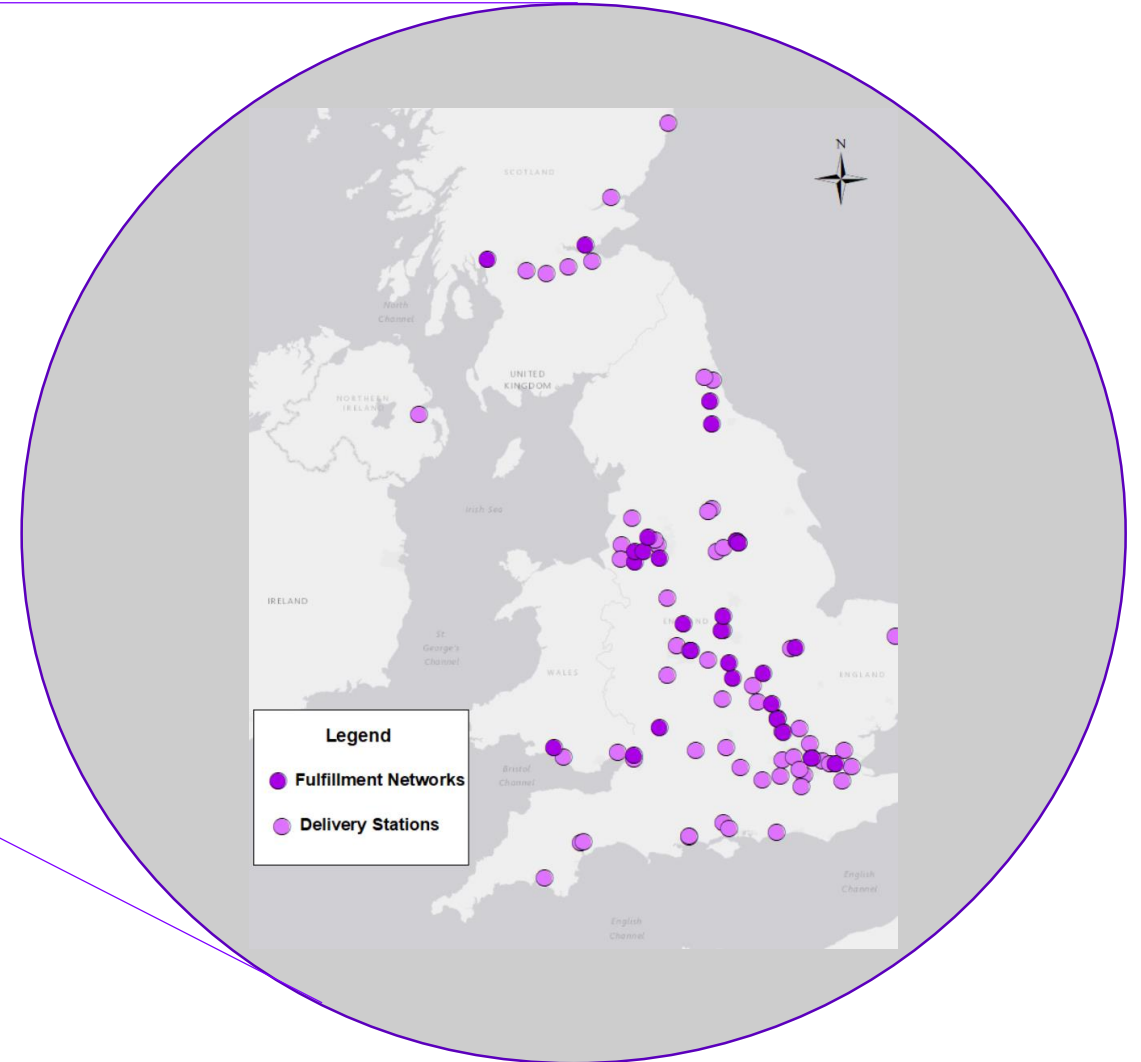 N
SCOTLAND
North
Channel
UNITED
KINGDOM
NORTHERN
IRELAND
Irish Sea
IRELAND
ENGLAND
St
George's
Channel
WALES
ENGLAND
Legend
Fulfillment Networks
Delivery Stations
Bristol
Channel
English
Channel
English
Channel